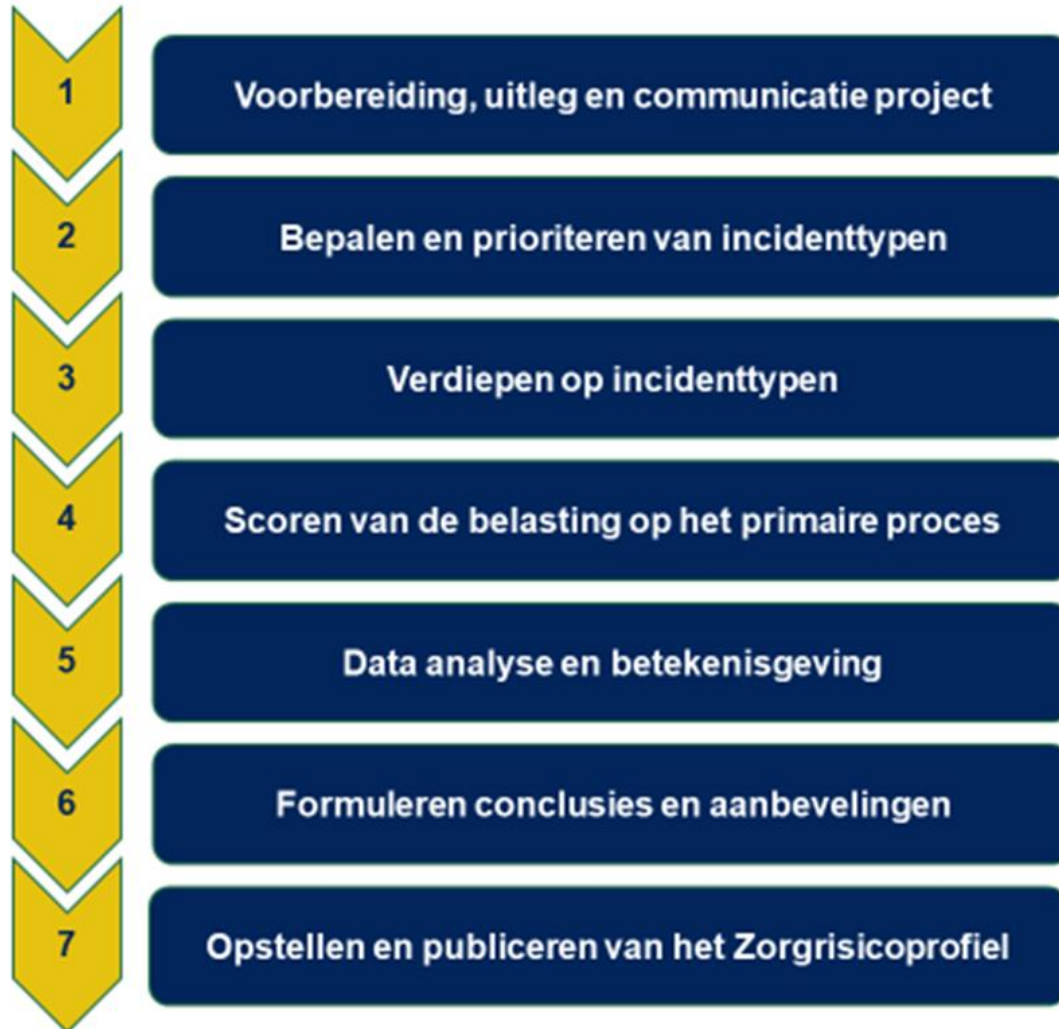 1
Voorbereiding, uitleg en communicatie project
2
Bepalen en prioriteren van incidenttypen
3
Verdiepen op incidenttypen
4
Scoren van de belasting op het primaire proces
5
Data analyse en betekenisgeving
6
Formuleren conclusies en aanbevelingen
7
Opstellen en publiceren van het Zorgrisicoprofiel